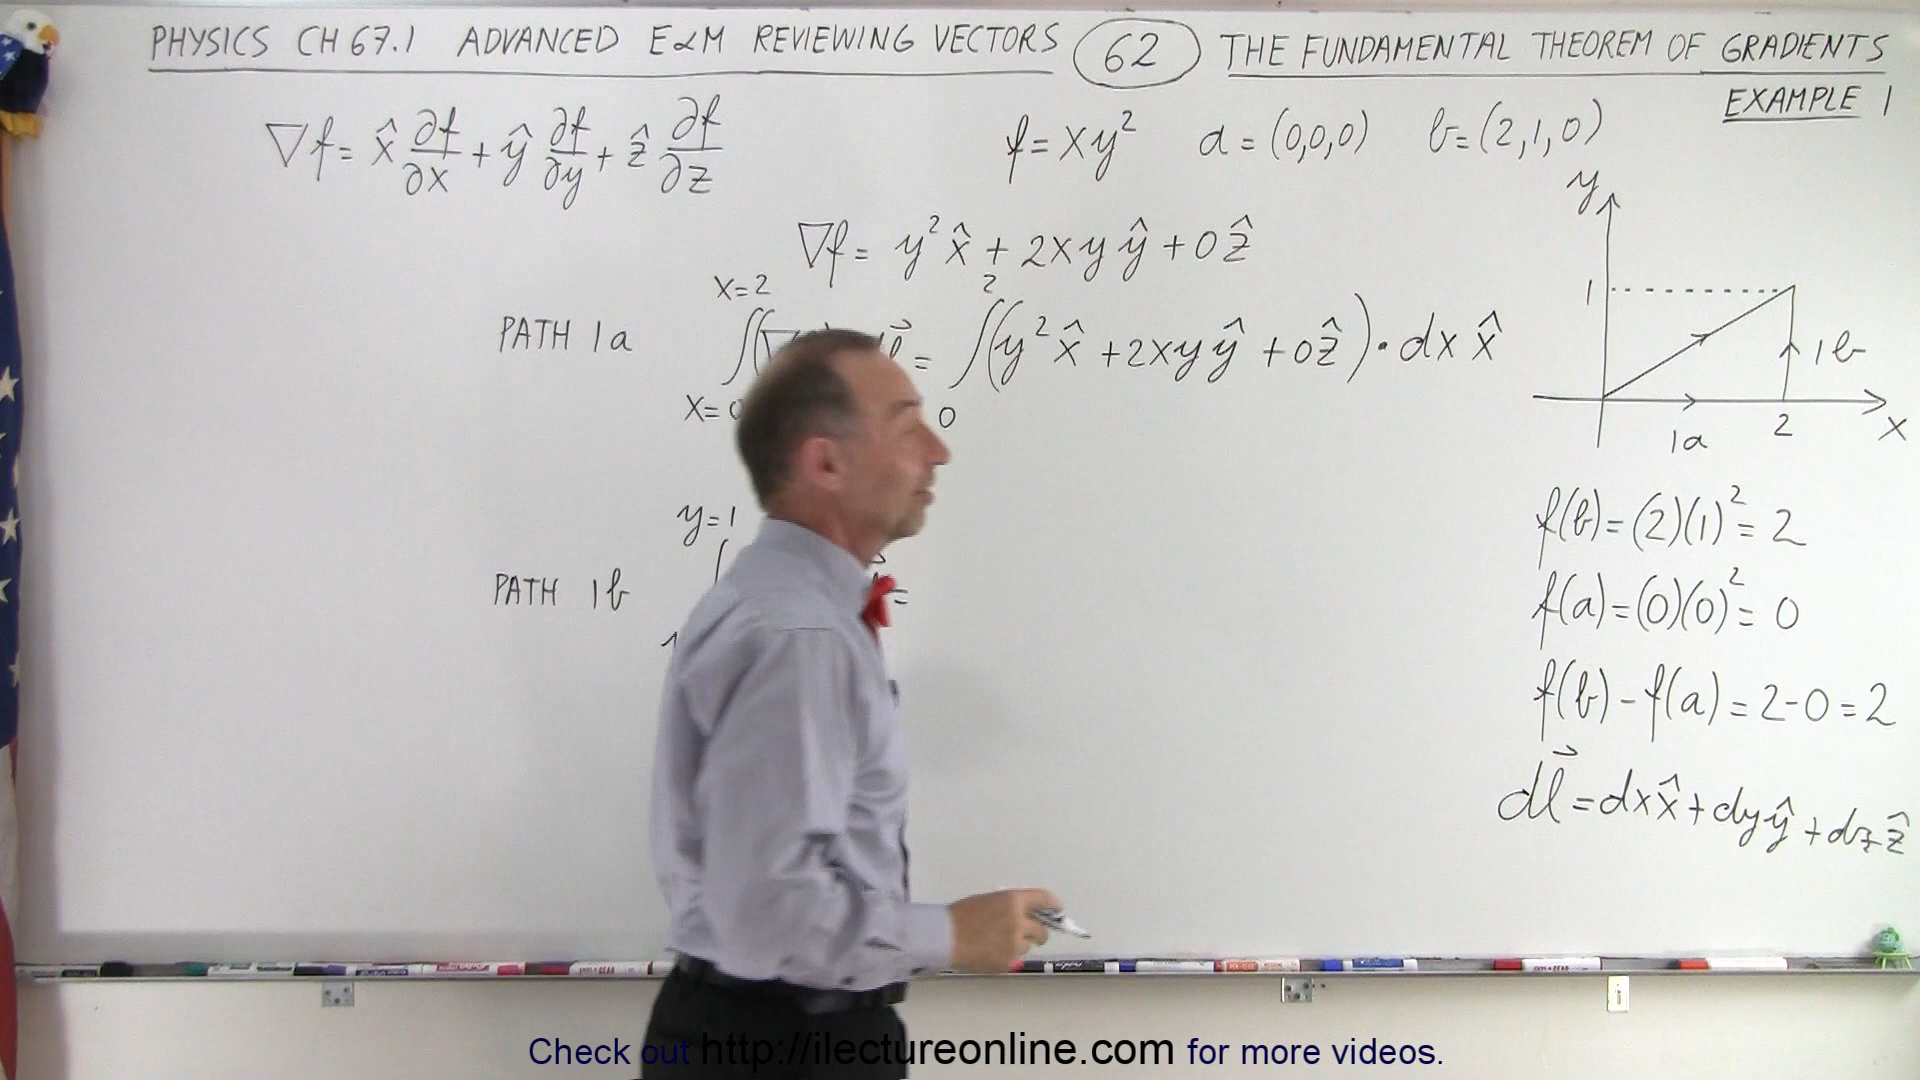 PHYSICS CH 67.1 ADVANCED E&M REVIEWING VECTORS 62 THE FUNDAMENTAL THEOREM OF GRADIENTS
EXAMPLE 1
∇f = x̂ ∂f/∂x + ŷ ∂f/∂y + ẑ ∂f/∂z
f = xy² a = (0,0,0) b = (2,1,0)
∇f = y² x̂ + 2xy ŷ + 0 ẑ
PATH 1a
x=2
x=0
= ∫₀² (y² x̂ + 2xy ŷ + 0 ẑ) · dx x̂
y
1
1b
1a
2
x
PATH 1b
y=1
∫
=
f(b) = (2)(1)² = 2
f(a) = (0)(0)² = 0
f(b) - f(a) = 2-0 = 2
dl⃗ = dx x̂ + dy ŷ + dz ẑ
Check out http://ilectureonline.com for more videos.